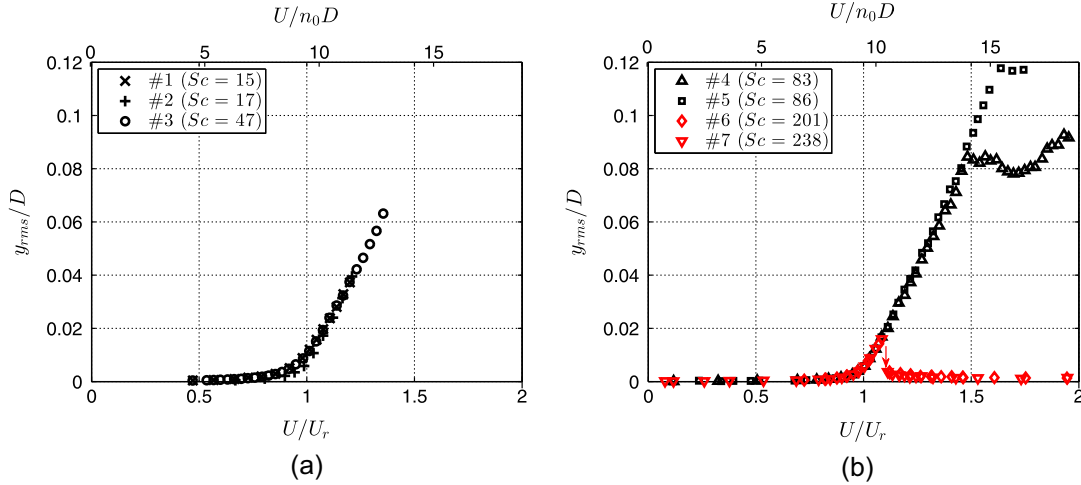 U/n₀D
0 5 10 15
0.12
0.1
0.08
0.06
0.04
0.02
0
y_rms/D
#1 (Sc = 15)
#2 (Sc = 17)
#3 (Sc = 47)
0 0.5 1 1.5 2
U/U_r
(a)
U/n₀D
0 5 10 15
0.12
0.1
0.08
0.06
0.04
0.02
0
y_rms/D
#4 (Sc = 83)
#5 (Sc = 86)
#6 (Sc = 201)
#7 (Sc = 238)
0 0.5 1 1.5 2
U/U_r
(b)